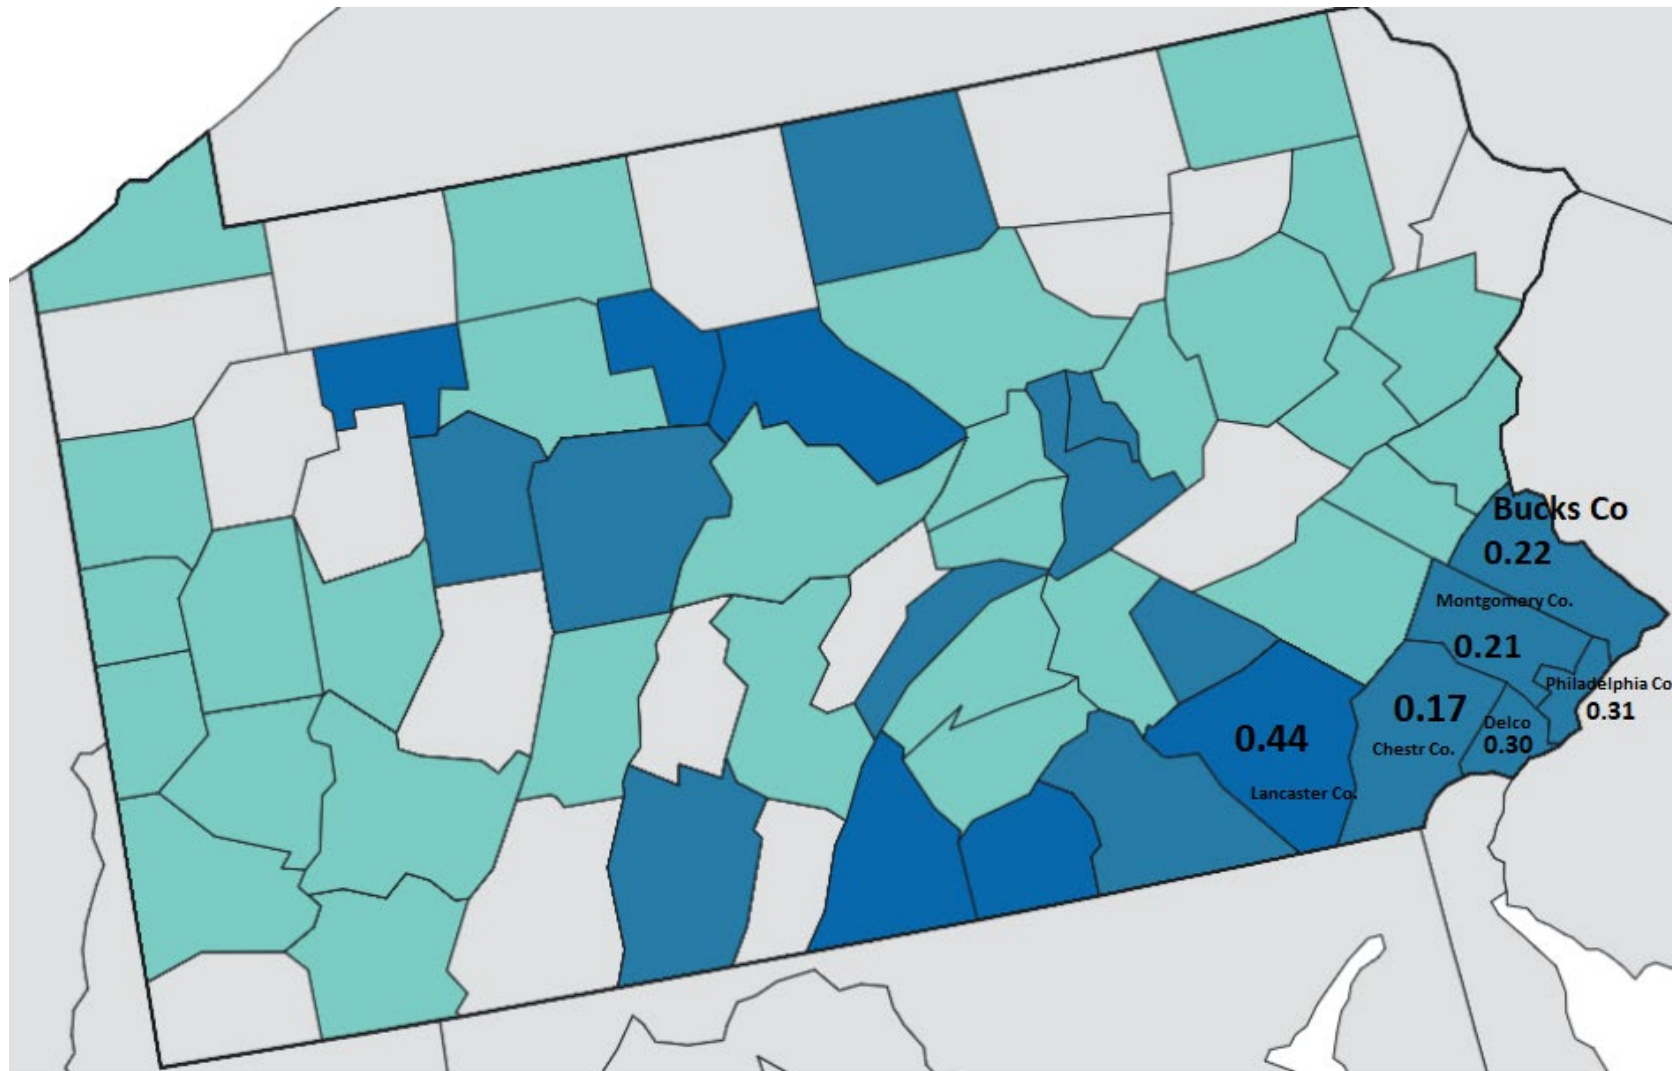 Bucks Co
0.22
Montgomery Co.
0.21
Philadelphia Co
0.31
0.17
Chestr Co.
Delco
0.30
0.44
Lancaster Co.